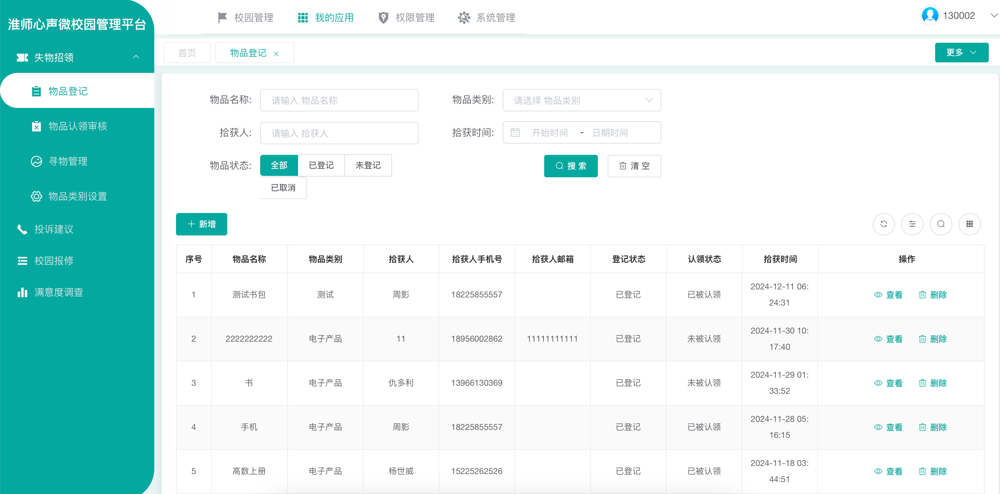 淮师心声微校园管理平台
校园管理
我的应用
权限管理
系统管理
130002
失物招领
物品登记
物品认领审核
寻物管理
物品类别设置
投诉建议
校园报修
满意度调查
首页
物品登记
更多
物品名称: 请输入 物品名称
物品类别: 请选择 物品类别
拾获人: 请输入 拾获人
拾获时间: 开始时间 - 日期时间
物品状态: 全部 已登记 未登记
已取消
搜 索
清 空
新增
序号 物品名称 物品类别 拾获人 拾获人手机号 拾获人邮箱 登记状态 认领状态 拾获时间 操作
1 测试书包 测试 周影 18225855557 已登记 已被认领 2024-12-11 06:
24:31 查看 删除
2 2222222222 电子产品 11 18956002862 11111111111 已登记 未被认领 2024-11-30 10:
17:40 查看 删除
3 书 电子产品 仇多利 13966130369 已登记 未被认领 2024-11-29 01:
33:52 查看 删除
4 手机 电子产品 周影 18225855557 已登记 已被认领 2024-11-28 05:
16:15 查看 删除
5 高数上册 电子产品 杨世威 15225262526 已登记 已被认领 2024-11-18 03:
44:51 查看 删除